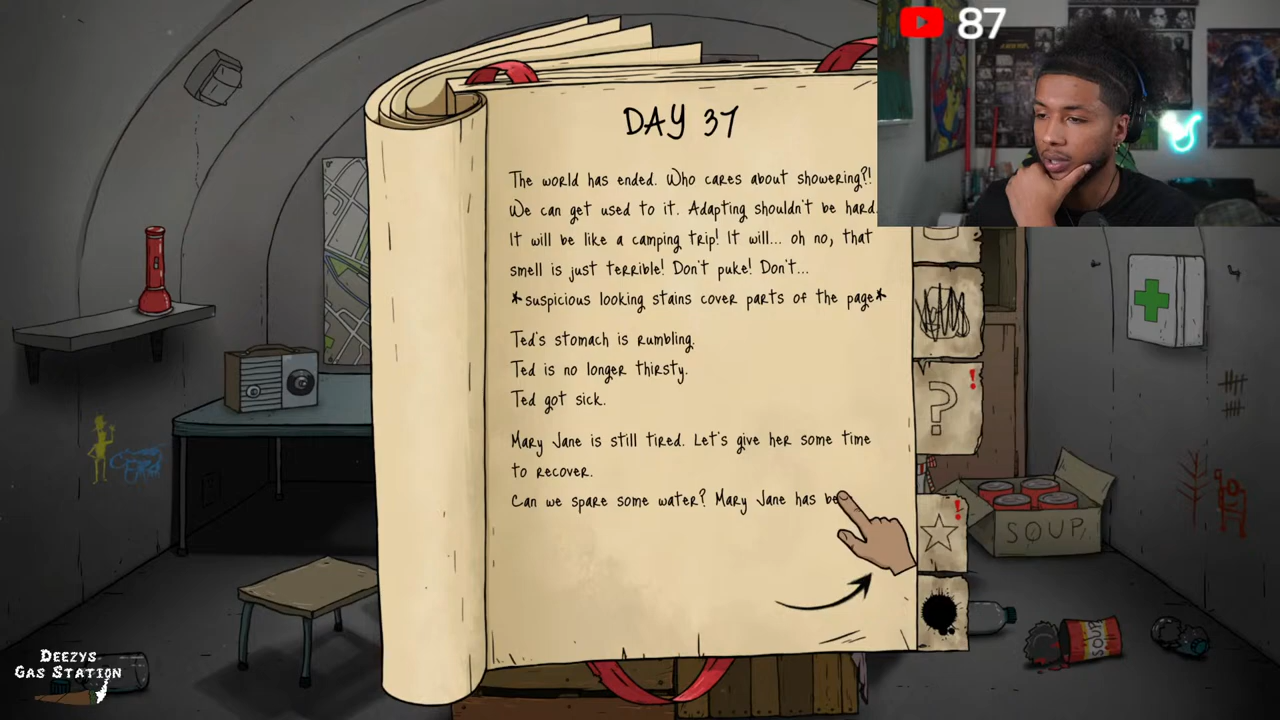 87
DAY 37
The world has ended. Who cares about showering?!
We can get used to it. Adapting shouldn't be hard.
It will be like a camping trip! It will... oh no, that
smell is just terrible! Don't puke! Don't...
*suspicious looking stains cover parts of the page*
Ted's stomach is rumbling.
Ted is no longer thirsty.
Ted got sick.
Mary Jane is still tired. Let's give her some time
to recover.
Can we spare some water? Mary Jane has be
?
!
!
SOUP
SOUP
DEEZYS
GAS STATION